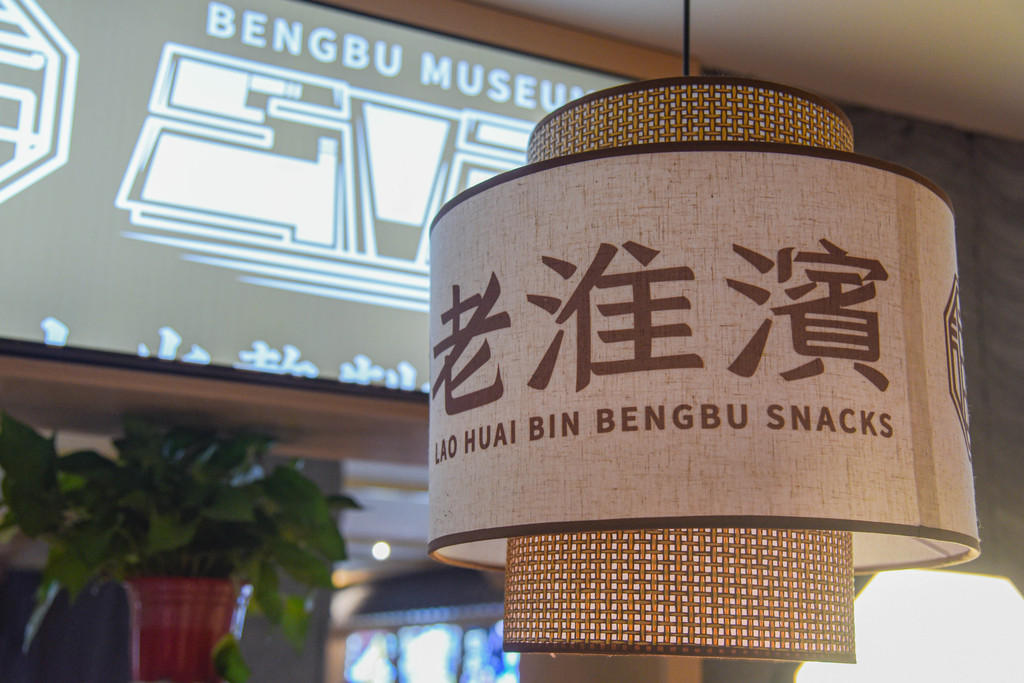 BENGBU MUSEUM
老淮濱
LAO HUAI BIN BENGBU SNACKS